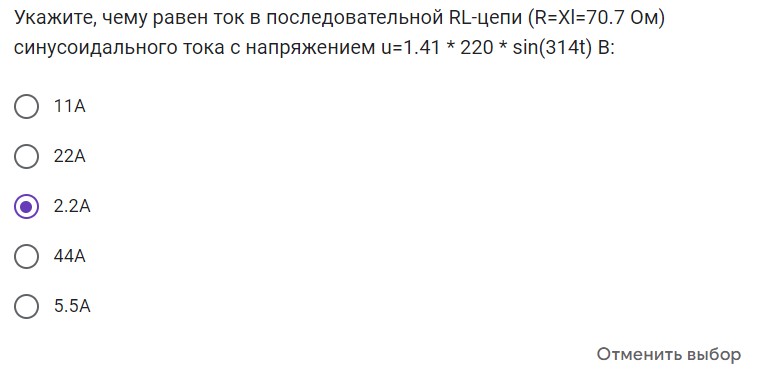 Укажите, чему равен ток в последовательной RL-цепи (R=Xl=70.7 Ом)
синусоидального тока с напряжением u=1.41 * 220 * sin(314t) В:
11А
22А
2.2А
44А
5.5А
Отменить выбор